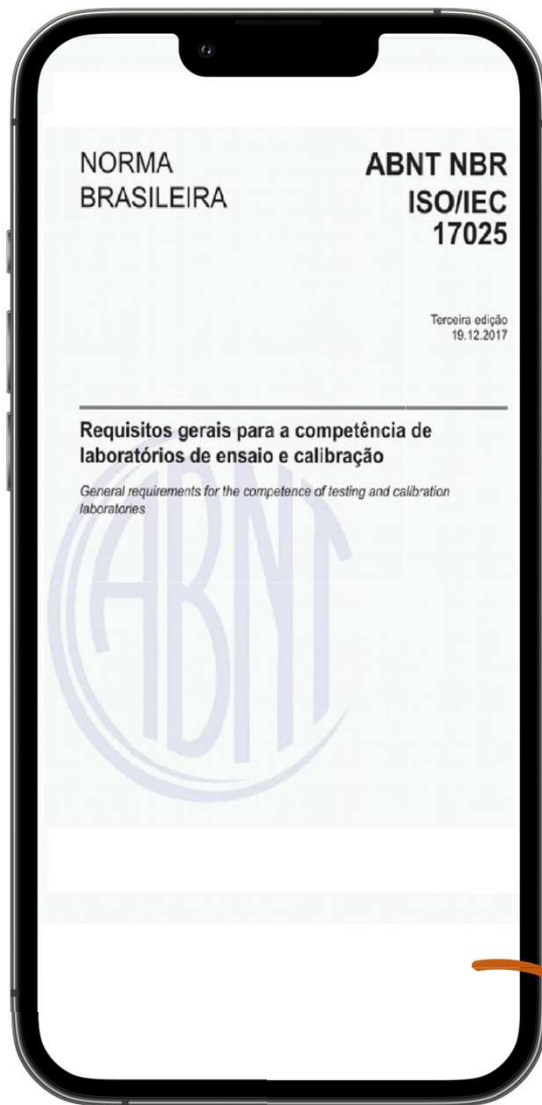 NORMA
BRASILEIRA
ABNT NBR
ISO/IEC
17025
Terceira edição
19.12.2017
Requisitos gerais para a competência de
laboratórios de ensaio e calibração
General requirements for the competence of testing and calibration
laboratories
ABNT